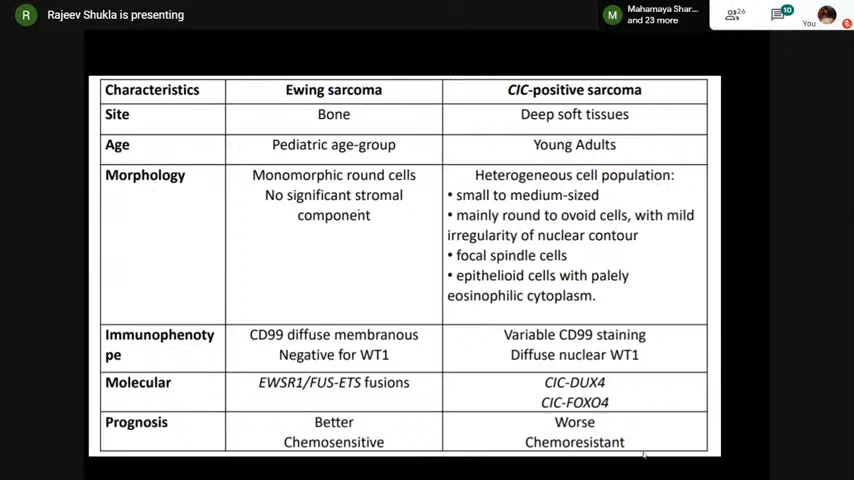 R Rajeev Shukla is presenting
M Mahamaya Shar...
and 23 more
26
10
You
Characteristics Ewing sarcoma CIC-positive sarcoma
Site Bone Deep soft tissues
Age Pediatric age-group Young Adults
Morphology Monomorphic round cells Heterogeneous cell population:
No significant stromal • small to medium-sized
component • mainly round to ovoid cells, with mild
irregularity of nuclear contour
• focal spindle cells
• epithelioid cells with palely
eosinophilic cytoplasm.
Immunophenoty CD99 diffuse membranous Variable CD99 staining
pe Negative for WT1 Diffuse nuclear WT1
Molecular EWSR1/FUS-ETS fusions CIC-DUX4
CIC-FOXO4
Prognosis Better Worse
Chemosensitive Chemoresistant